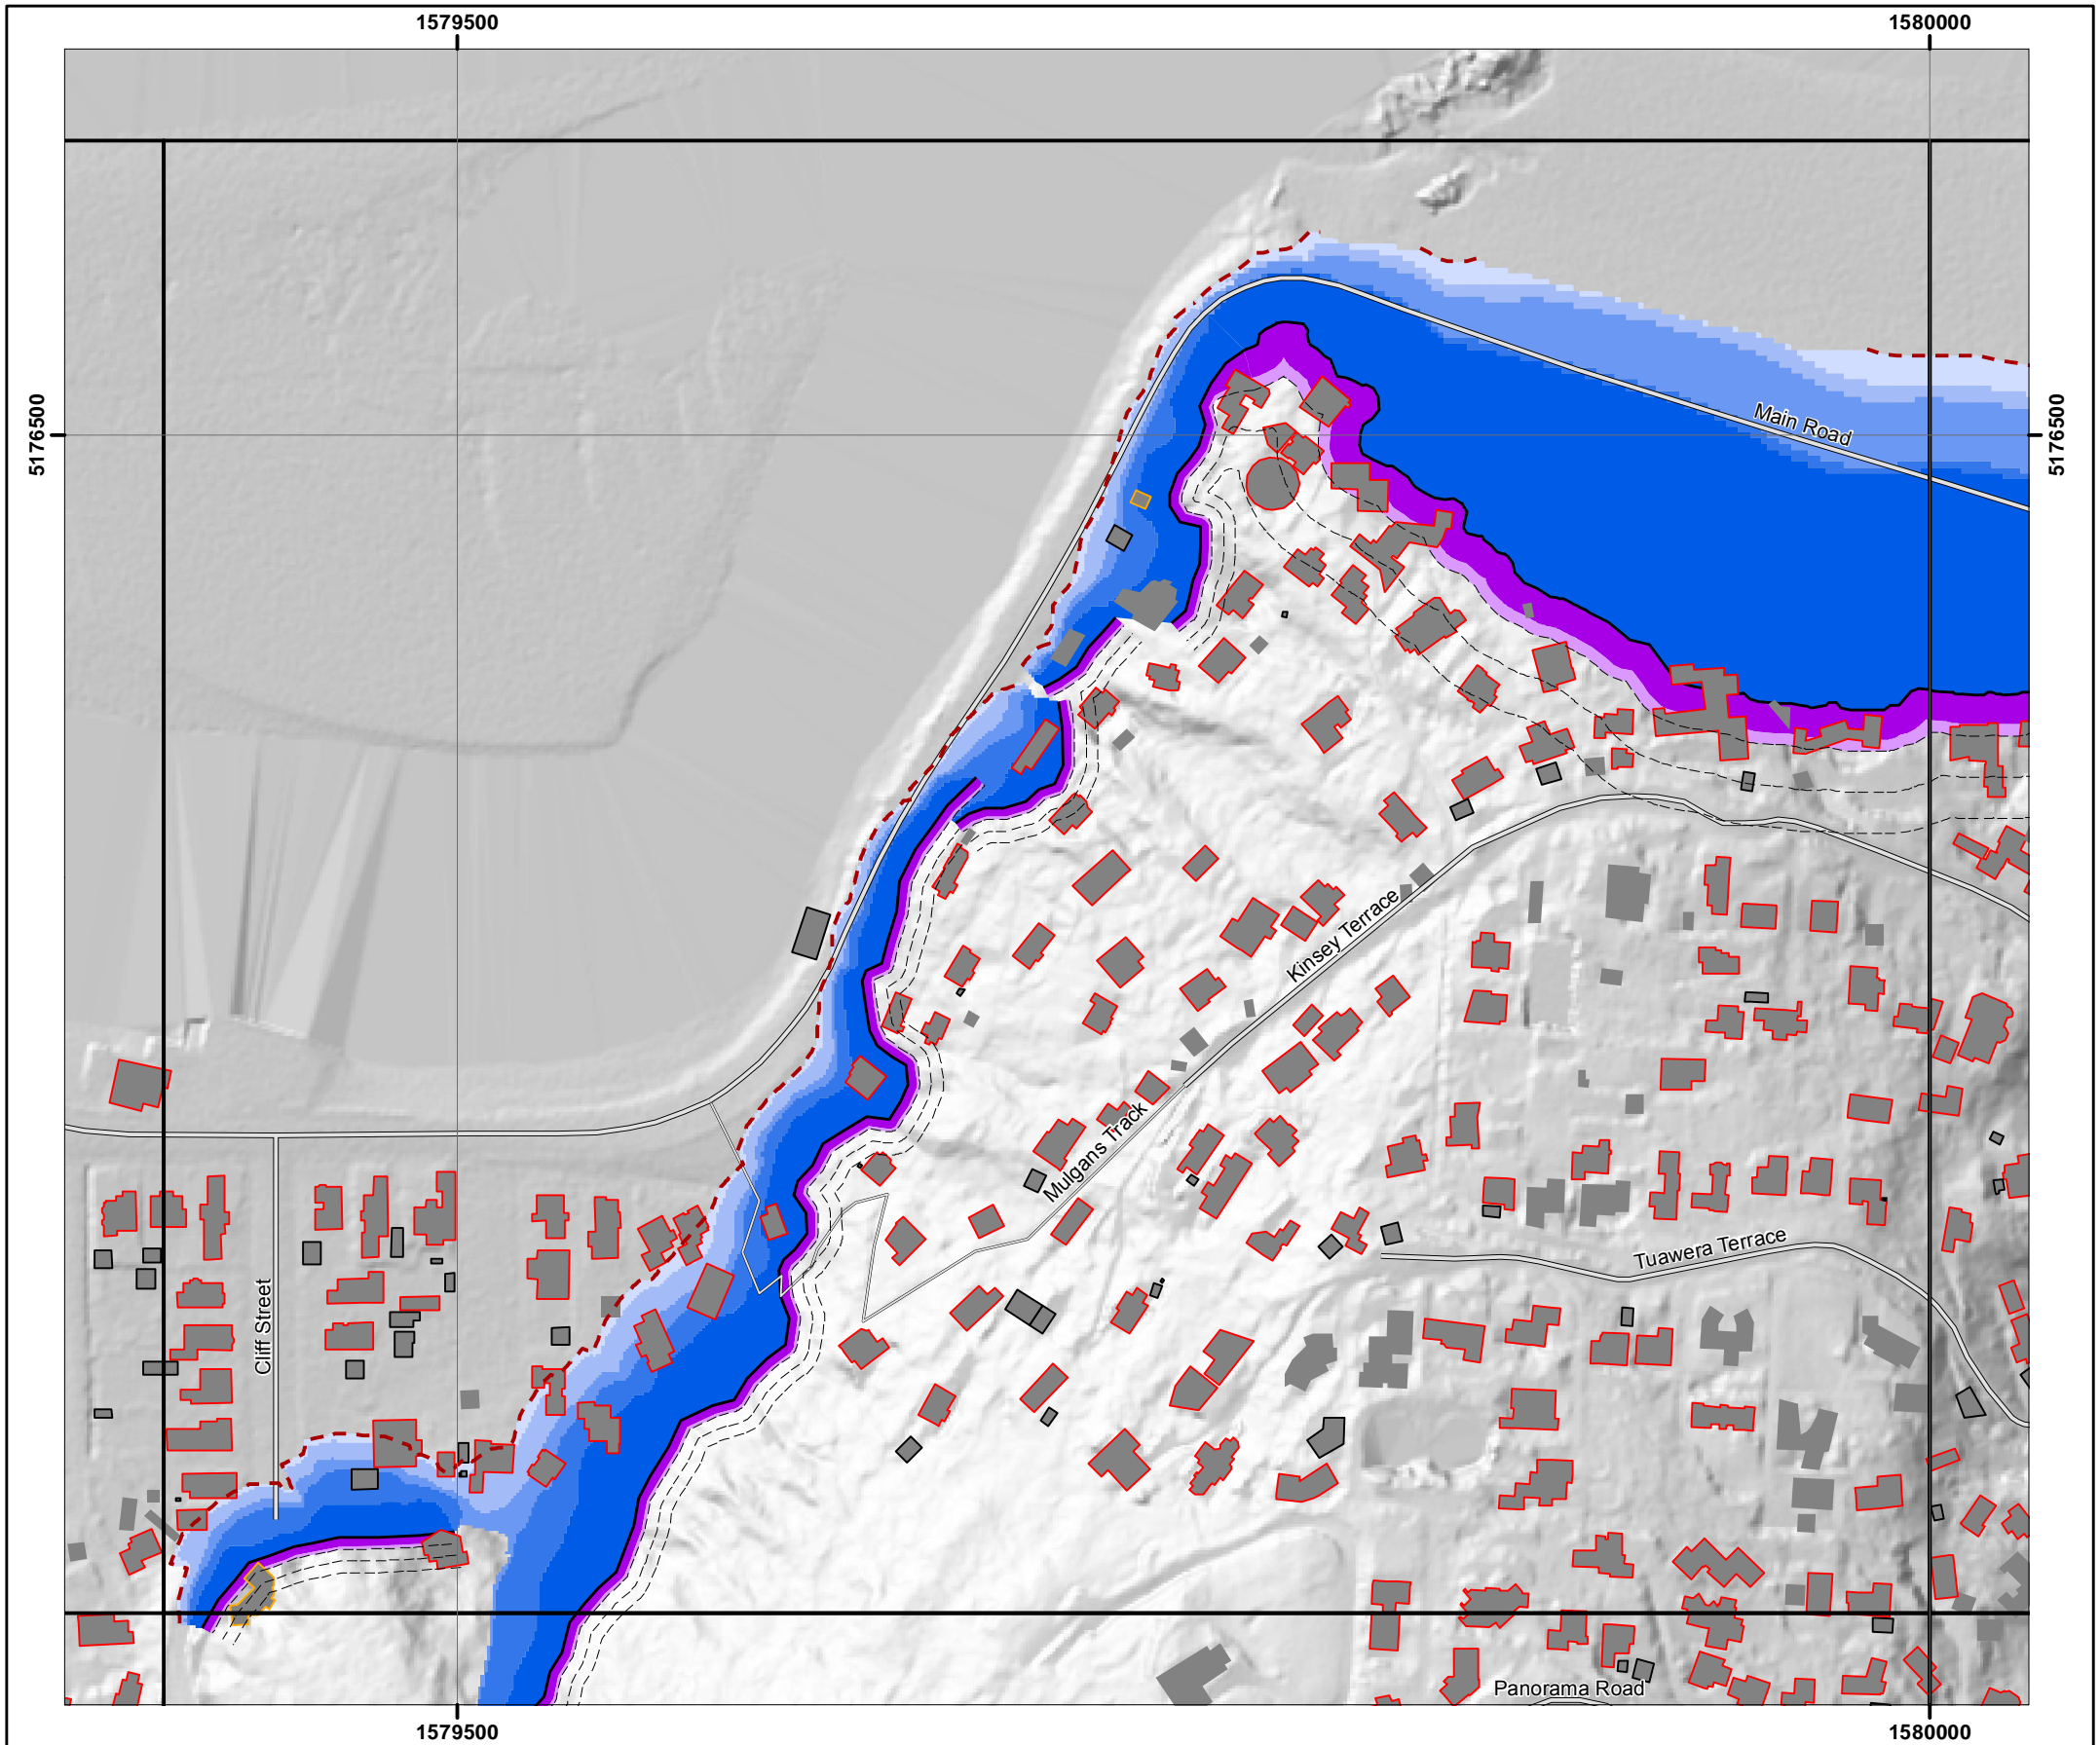 1579500
1580000
5176500
5176500
Main Road
Kinsey Terrace
Mulgans Track
Tuawera Terrace
Cliff Street
Panorama Road
1579500
1580000